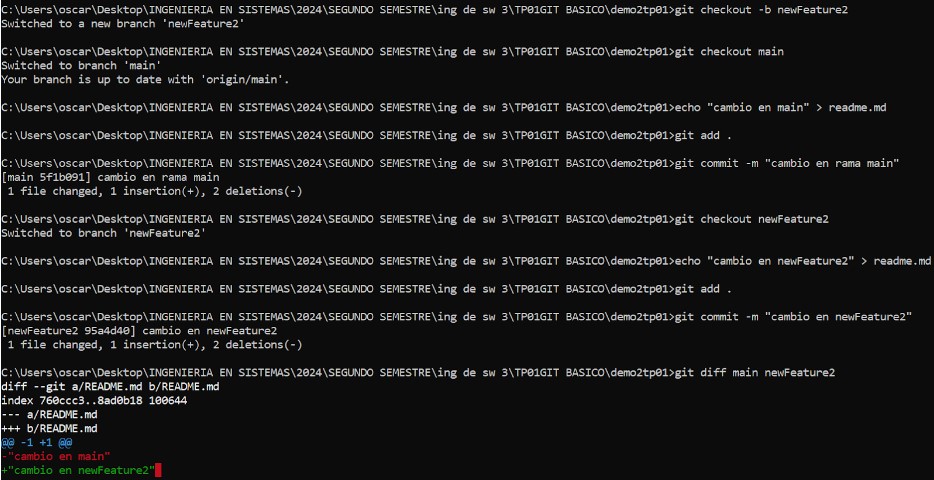 C:\Users\oscar\Desktop\INGENIERIA EN SISTEMAS\2024\SEGUNDO SEMESTRE\ing de sw 3\TP01GIT BASICO\demo2tp01>git checkout -b newFeature2
Switched to a new branch 'newFeature2'
C:\Users\oscar\Desktop\INGENIERIA EN SISTEMAS\2024\SEGUNDO SEMESTRE\ing de sw 3\TP01GIT BASICO\demo2tp01>git checkout main
Switched to branch 'main'
Your branch is up to date with 'origin/main'.
C:\Users\oscar\Desktop\INGENIERIA EN SISTEMAS\2024\SEGUNDO SEMESTRE\ing de sw 3\TP01GIT BASICO\demo2tp01>echo "cambio en main" > readme.md
C:\Users\oscar\Desktop\INGENIERIA EN SISTEMAS\2024\SEGUNDO SEMESTRE\ing de sw 3\TP01GIT BASICO\demo2tp01>git add .
C:\Users\oscar\Desktop\INGENIERIA EN SISTEMAS\2024\SEGUNDO SEMESTRE\ing de sw 3\TP01GIT BASICO\demo2tp01>git commit -m "cambio en rama main"
[main 5f1b091] cambio en rama main
 1 file changed, 1 insertion(+), 2 deletions(-)
C:\Users\oscar\Desktop\INGENIERIA EN SISTEMAS\2024\SEGUNDO SEMESTRE\ing de sw 3\TP01GIT BASICO\demo2tp01>git checkout newFeature2
Switched to branch 'newFeature2'
C:\Users\oscar\Desktop\INGENIERIA EN SISTEMAS\2024\SEGUNDO SEMESTRE\ing de sw 3\TP01GIT BASICO\demo2tp01>echo "cambio en newFeature2" > readme.md
C:\Users\oscar\Desktop\INGENIERIA EN SISTEMAS\2024\SEGUNDO SEMESTRE\ing de sw 3\TP01GIT BASICO\demo2tp01>git add .
C:\Users\oscar\Desktop\INGENIERIA EN SISTEMAS\2024\SEGUNDO SEMESTRE\ing de sw 3\TP01GIT BASICO\demo2tp01>git commit -m "cambio en newFeature2"
[newFeature2 95a4d40] cambio en newFeature2
 1 file changed, 1 insertion(+), 2 deletions(-)
C:\Users\oscar\Desktop\INGENIERIA EN SISTEMAS\2024\SEGUNDO SEMESTRE\ing de sw 3\TP01GIT BASICO\demo2tp01>git diff main newFeature2
diff --git a/README.md b/README.md
index 760ccc3..8ad0b18 100644
--- a/README.md
+++ b/README.md
@@ -1 +1 @@
-"cambio en main"
+"cambio en newFeature2"